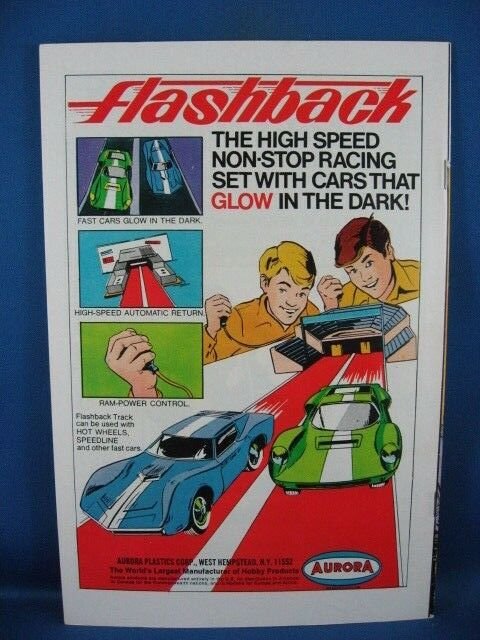 flashback
THE HIGH SPEED
NON-STOP RACING
SET WITH CARS THAT
GLOW IN THE DARK!
FAST CARS GLOW IN THE DARK.
HIGH-SPEED AUTOMATIC RETURN.
RAM-POWER CONTROL.
Flashback Track
can be used with
HOT WHEELS,
SPEEDLINE
and other fast cars.
AURORA PLASTICS CORP., WEST HEMPSTEAD, N.Y. 11552
The World's Largest Manufacturer of Hobby Products
AURORA